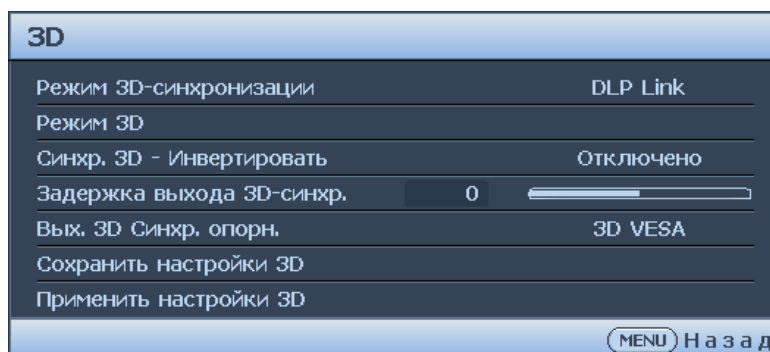 3D
Режим 3D-синхронизации DLP Link
Режим 3D
Синхр. 3D - Инвертировать Отключено
Задержка выхода 3D-синхр. 0
Вых. 3D Синхр. опорн. 3D VESA
Сохранить настройки 3D
Применить настройки 3D
MENU Назад